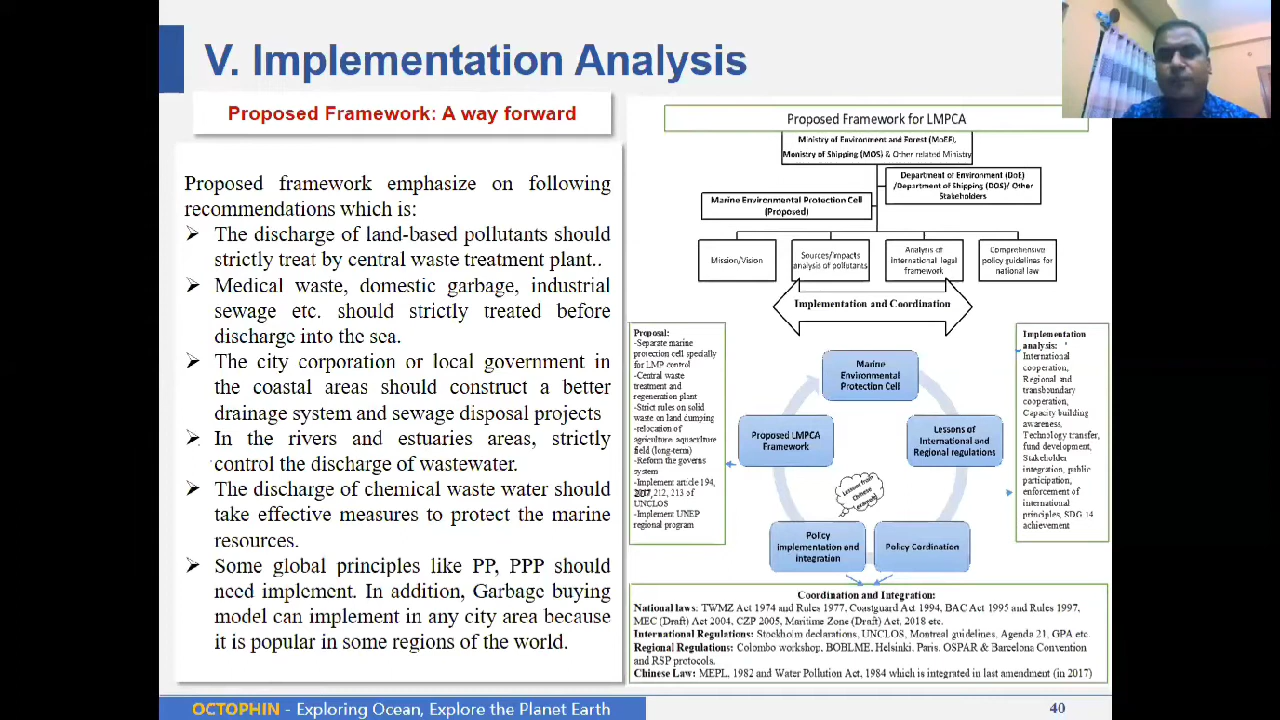 V. Implementation Analysis
Proposed Framework: A way forward
Proposed framework emphasize on following
recommendations which is:
➢ The discharge of land-based pollutants should
strictly treat by central waste treatment plant..
➢ Medical waste, domestic garbage, industrial
sewage etc. should strictly treated before
discharge into the sea.
➢ The city corporation or local government in
the coastal areas should construct a better
drainage system and sewage disposal projects
➢ In the rivers and estuaries areas, strictly
control the discharge of wastewater.
➢ The discharge of chemical waste water should
take effective measures to protect the marine
resources.
➢ Some global principles like PP, PPP should
need implement. In addition, Garbage buying
model can implement in any city area because
it is popular in some regions of the world.
Proposed Framework for LMPCA
Ministry of Environment and Forest (MoEF),
Monistry of Shipping (MOS) & Other related Ministry
Department of Environment (DoE)
/Department of Shipping (DOS)/ Other
Stakeholders
Marine Environmental Protection Cell
(Proposed)
Mission/Vision
Sources/impacts
analysis of pollutants
Analysis of
international legal
framework
Comprehensive
policy guidelines for
national law
Implementation and Coordination
Proposal:
-Separate marine
protection cell specially
for LMP control
-Central waste
treatment and
regeneration plant
-Strict rules on solid
waste on land dumping
-relocation of
agriculture, aquaculture
field (long-term)
-Reform the governs
system
-Implement article 194,
207, 212, 213 of
UNCLOS
-Implement UNEP
regional program
Marine
Environmental
Protection Cell
Proposed LMPCA
Framework
Lessons of
International and
Regional regulations
Lesson from
Chinese
Policy
implementation and
integration
Policy Cordination
Implementation
analysis:
International
cooperation,
Regional and
transboundary
cooperation,
Capacity building
awareness,
Technology transfer,
fund development,
Stakeholder
integration, public
participation,
enforcement of
international
principles, SDG 14
achievement
Coordination and Integration:
National laws: TWMZ Act 1974 and Rules 1977, Coastguard Act 1994, BAC Act 1995 and Rules 1997,
MEC (Draft) Act 2004, CZP 2005, Maritime Zone (Draft) Act, 2018 etc.
International Regulations: Stockholm declarations, UNCLOS, Montreal guidelines, Agenda 21, GPA etc.
Regional Regulations: Colombo workshop, BOBLME, Helsinki, Paris, OSPAR & Barcelona Convention
and RSP protocols.
Chinese Law: MEPL, 1982 and Water Pollution Act, 1984 which is integrated in last amendment (in 2017)
OCTOPHIN - Exploring Ocean, Explore the Planet Earth
40